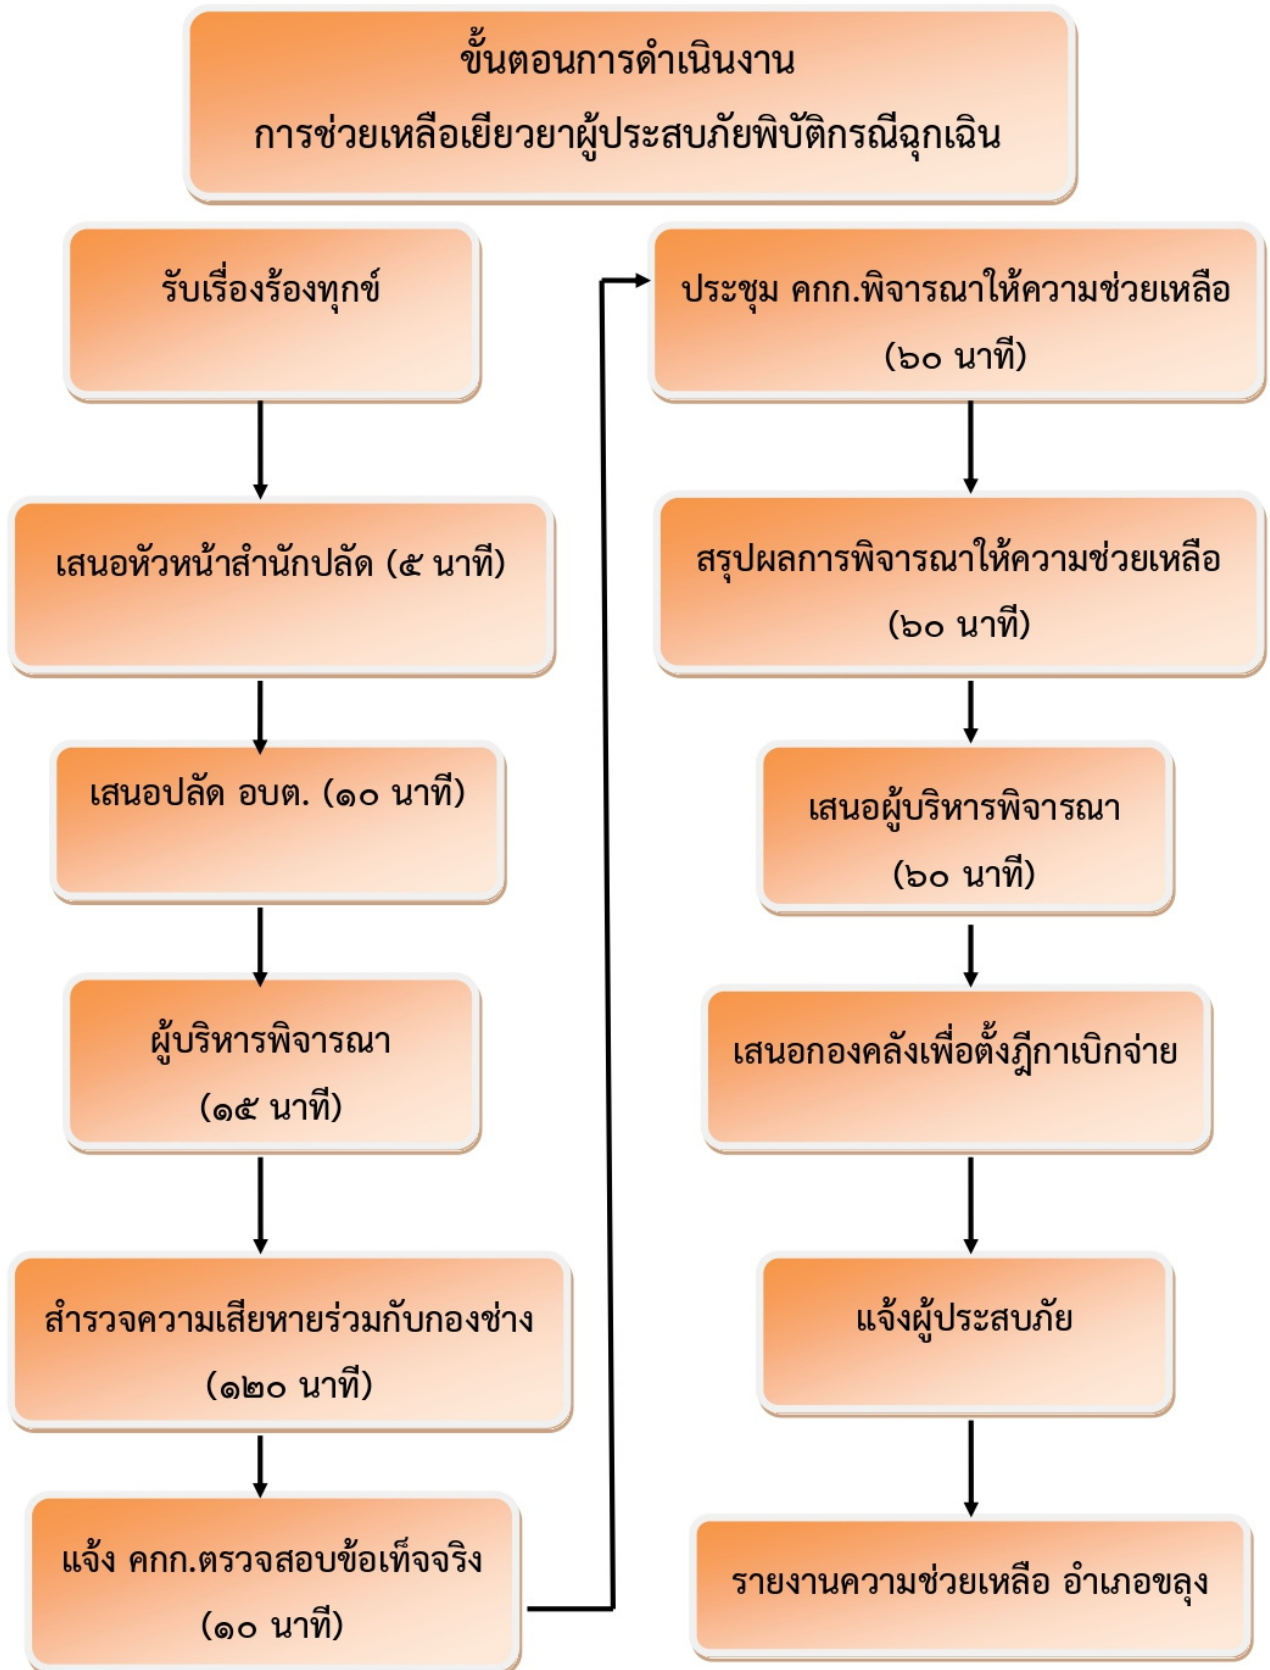 ขั้นตอนการดำเนินงาน
การช่วยเหลือเยียวยาผู้ประสบภัยพิบัติกรณีฉุกเฉิน
รับเรื่องร้องทุกข์
เสนอหัวหน้าสำนักปลัด (๕ นาที)
เสนอปลัด อบต. (๑๐ นาที)
ผู้บริหารพิจารณา
(๑๕ นาที)
สำรวจความเสียหายร่วมกับกองช่าง
(๑๒๐ นาที)
แจ้ง คกก.ตรวจสอบข้อเท็จจริง
(๑๐ นาที)
ประชุม คกก.พิจารณาให้ความช่วยเหลือ
(๖๐ นาที)
สรุปผลการพิจารณาให้ความช่วยเหลือ
(๖๐ นาที)
เสนอผู้บริหารพิจารณา
(๖๐ นาที)
เสนอกองคลังเพื่อตั้งฎีกาเบิกจ่าย
แจ้งผู้ประสบภัย
รายงานความช่วยเหลือ อำเภอขลุง